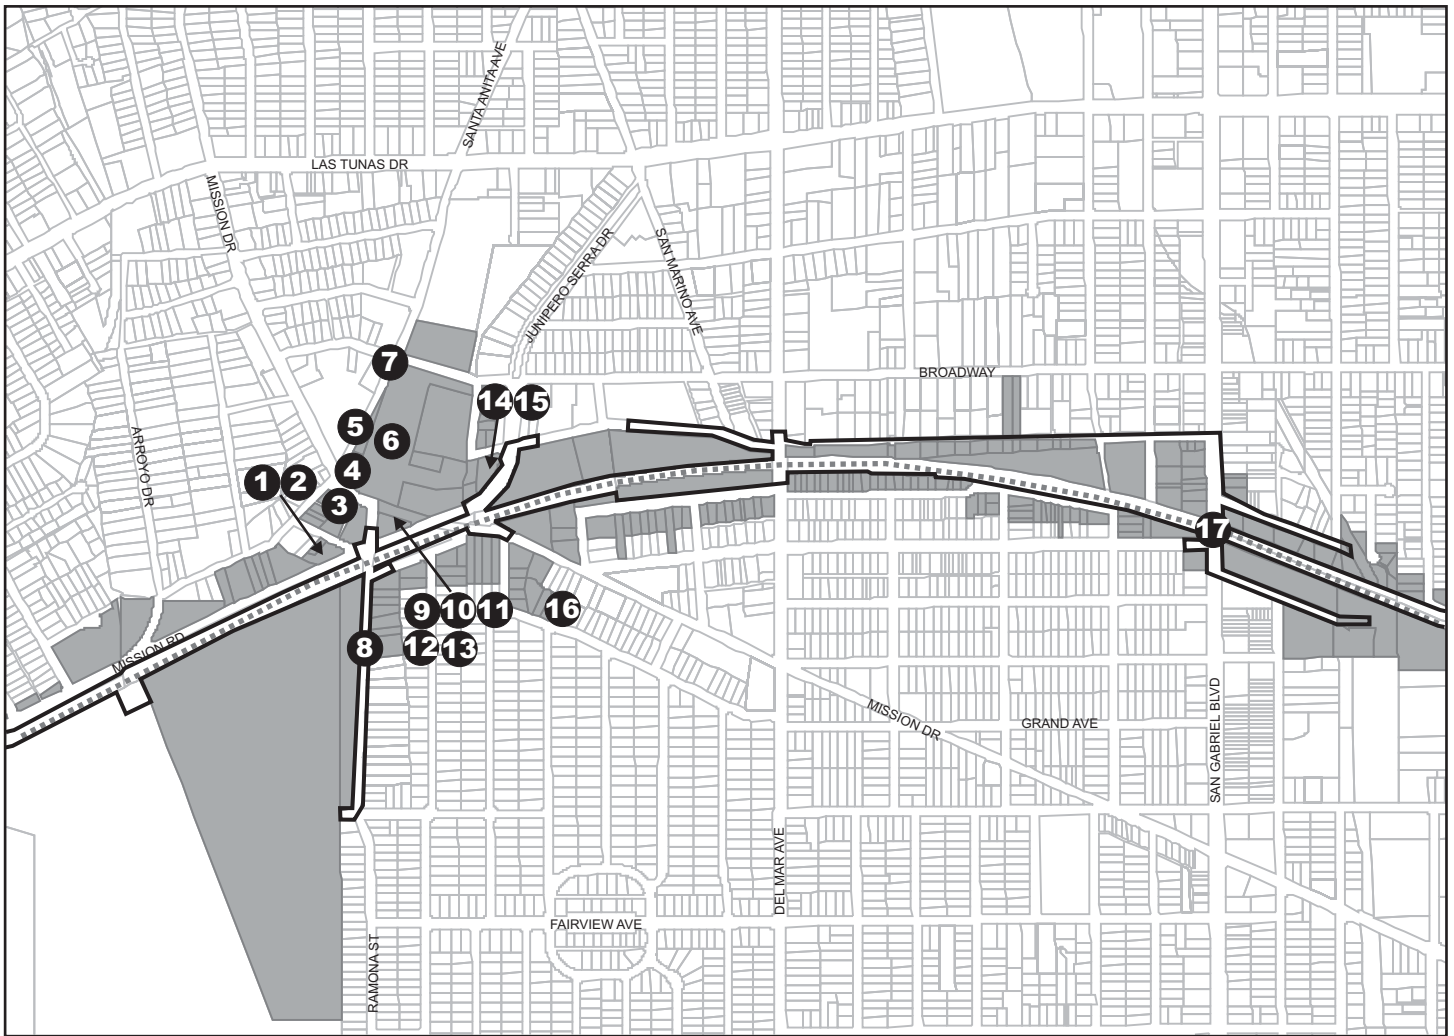 SANTA ANITA AVE
LAS TUNAS DR
MISSION DR
JUNIPERO SERRA DR
SAN MARINO AVE
BROADWAY
7
14 15
5
6
ARROYO DR
4
1 2
3
17
9 10 11 16
8 12 13
MISSION RD
MISSION DR
GRAND AVE
SAN GABRIEL BLVD
DEL MAR AVE
FAIRVIEW AVE
RAMONA ST